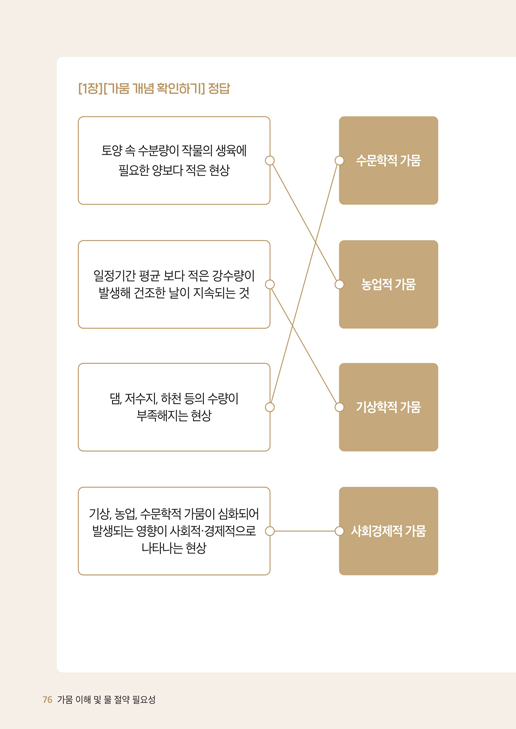 [1장][가뭄 개념 확인하기] 정답
토양 속 수분량이 작물의 생육에
필요한 양보다 적은 현상
수문학적 가뭄
일정기간 평균 보다 적은 강수량이
발생해 건조한 날이 지속되는 것
농업적 가뭄
댐, 저수지, 하천 등의 수량이
부족해지는 현상
기상학적 가뭄
기상, 농업, 수문학적 가뭄이 심화되어
발생되는 영향이 사회적·경제적으로
나타나는 현상
사회경제적 가뭄
76 가뭄 이해 및 물 절약 필요성